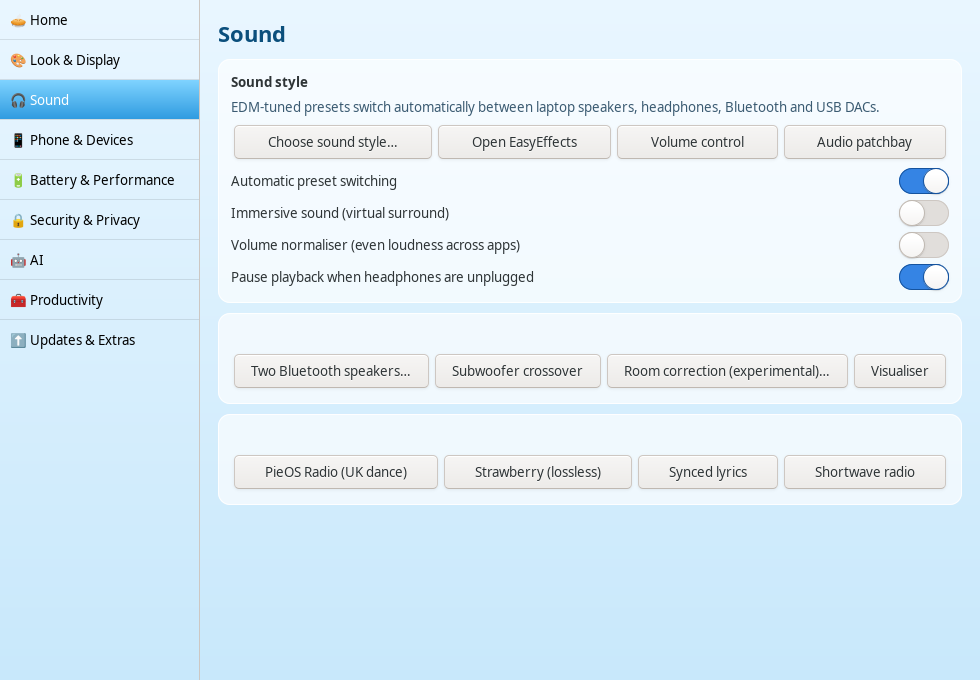 Home
Look & Display
Sound
Phone & Devices
Battery & Performance
Security & Privacy
AI
Productivity
Updates & Extras
Sound
Sound style
EDM-tuned presets switch automatically between laptop speakers, headphones, Bluetooth and USB DACs.
Choose sound style... Open EasyEffects Volume control Audio patchbay
Automatic preset switching
Immersive sound (virtual surround)
Volume normaliser (even loudness across apps)
Pause playback when headphones are unplugged
Two Bluetooth speakers... Subwoofer crossover Room correction (experimental)... Visualiser
PieOS Radio (UK dance) Strawberry (lossless) Synced lyrics Shortwave radio